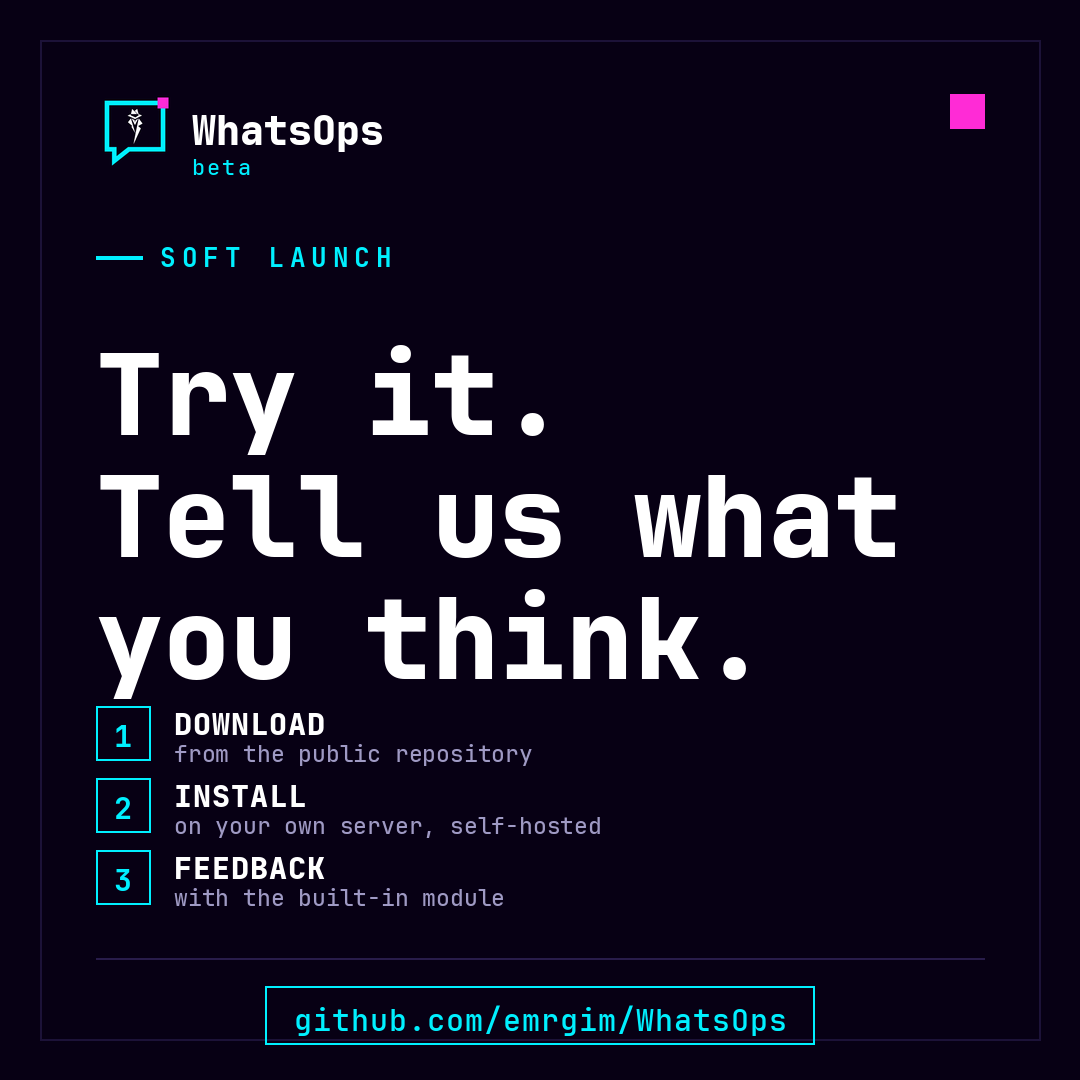 WhatsOps
beta
SOFT LAUNCH
Try it.
Tell us what
you think.
1 DOWNLOAD
from the public repository
2 INSTALL
on your own server, self-hosted
3 FEEDBACK
with the built-in module
github.com/emrgim/WhatsOps